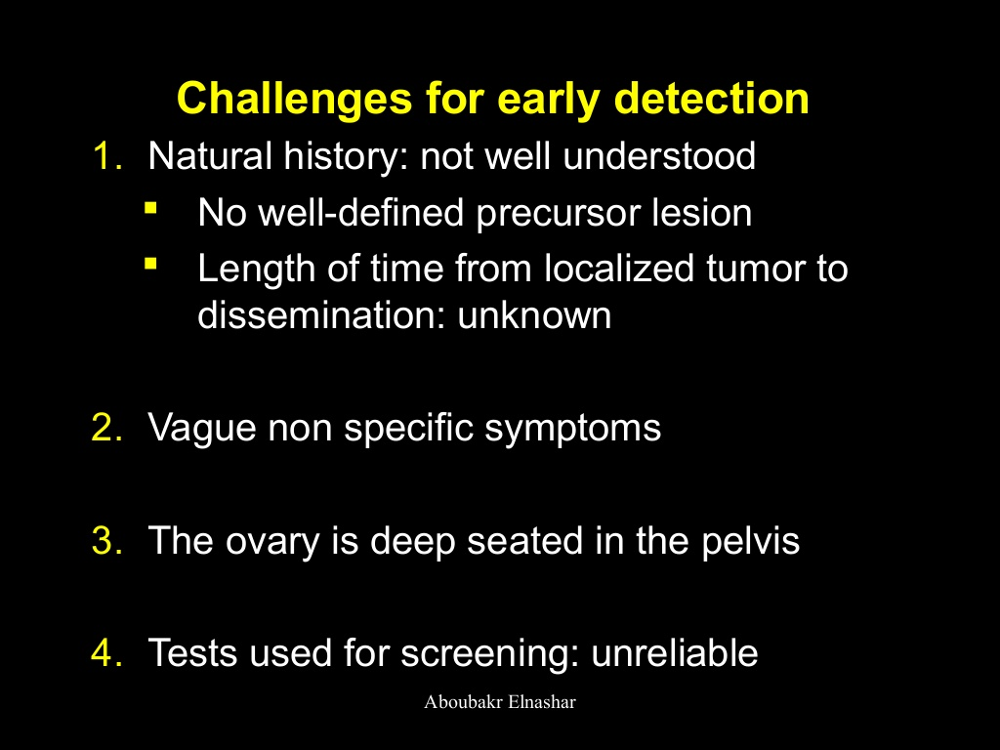 Challenges for early detection
1. Natural history: not well understood
▪ No well-defined precursor lesion
▪ Length of time from localized tumor to
dissemination: unknown
2. Vague non specific symptoms
3. The ovary is deep seated in the pelvis
4. Tests used for screening: unreliable
Aboubakr Elnashar